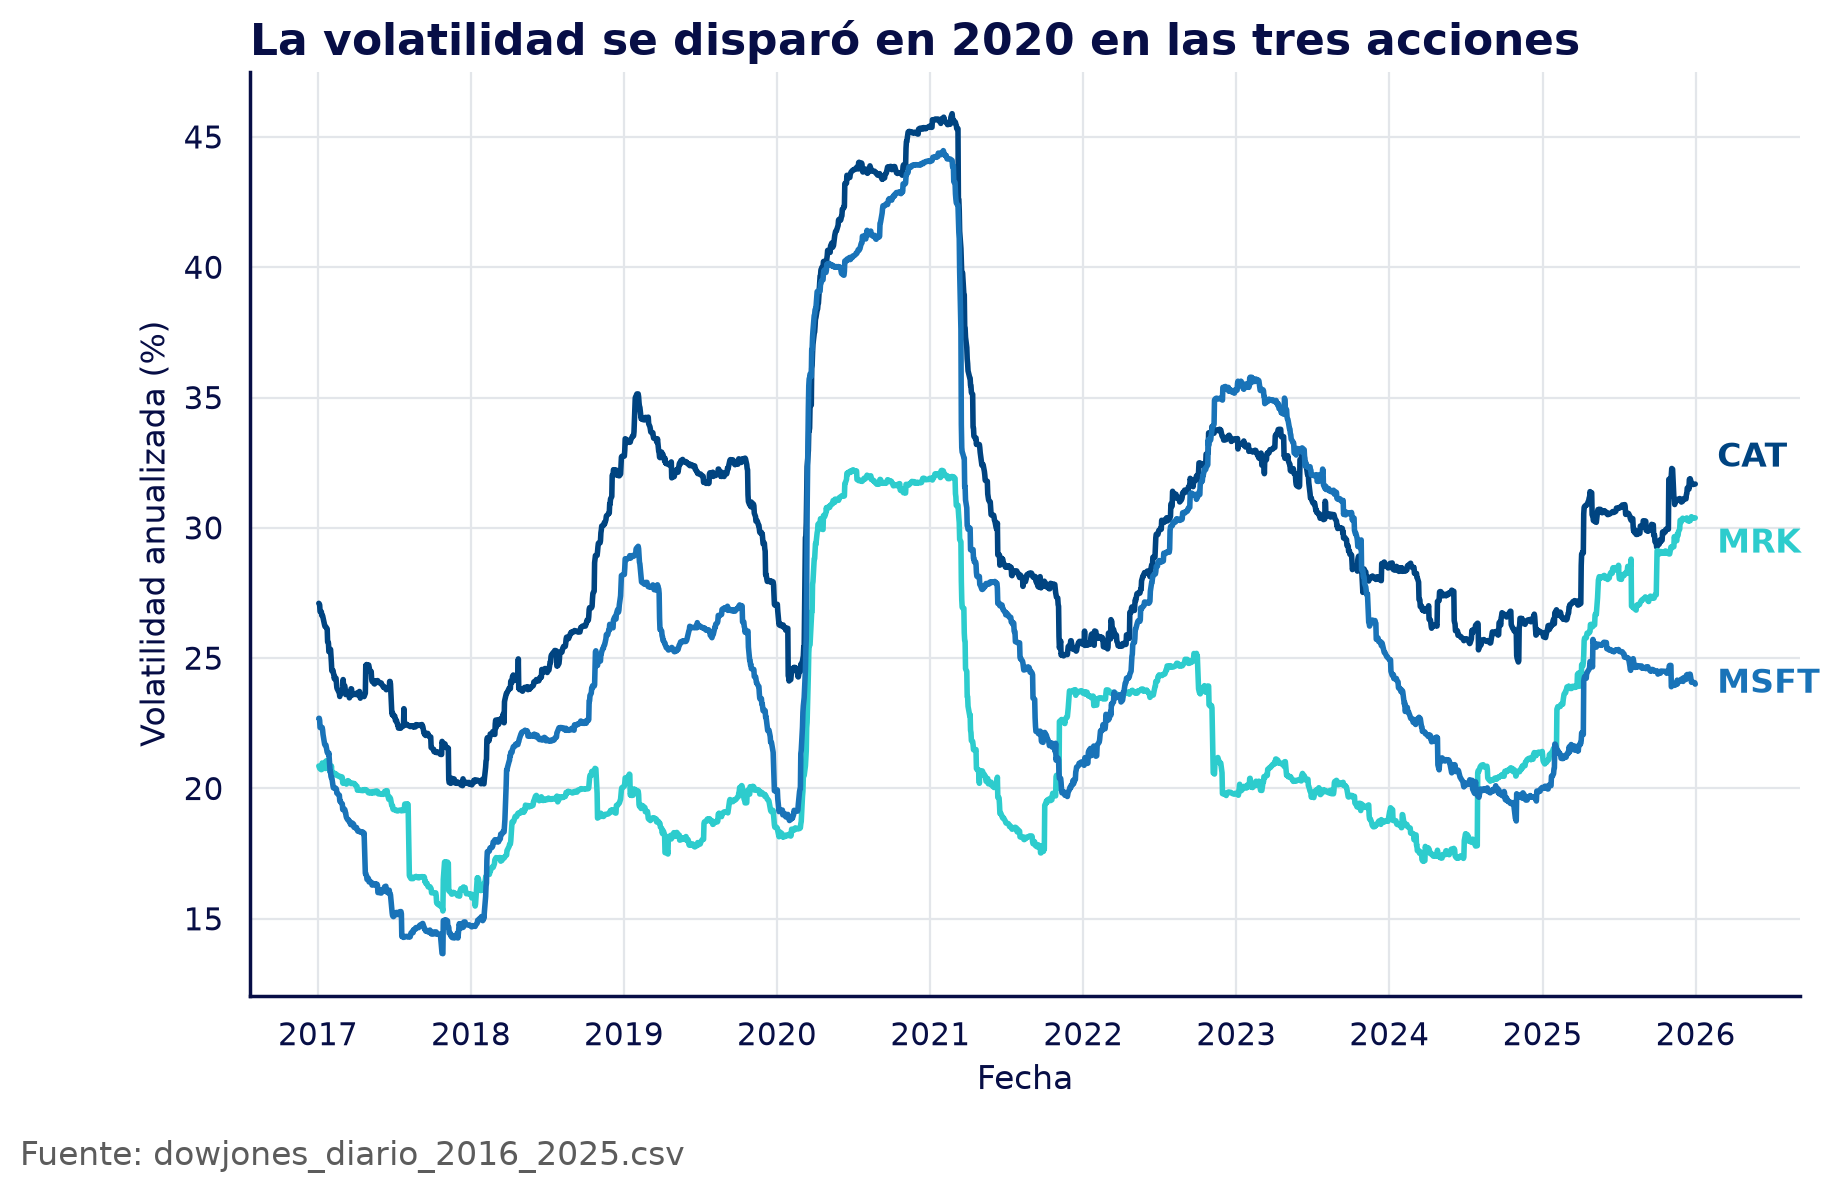 La volatilidad se disparó en 2020 en las tres acciones
Volatilidad anualizada (%)
45
40
35
30
25
20
15
CAT
MRK
MSFT
2017 2018 2019 2020 2021 2022 2023 2024 2025 2026
Fecha
Fuente: dowjones_diario_2016_2025.csv